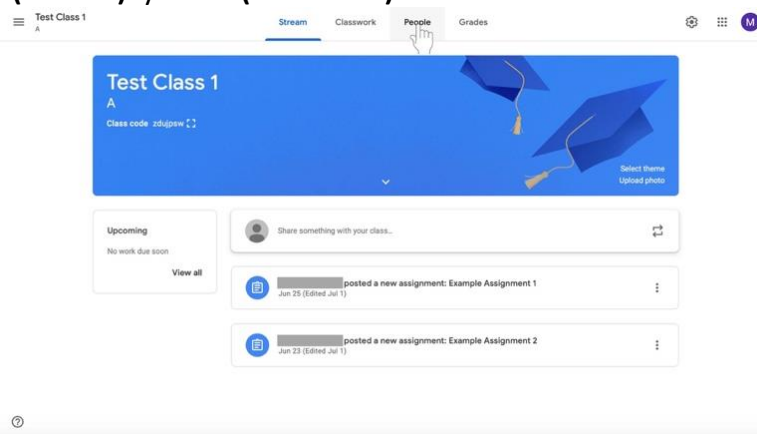 Test Class 1
A
Stream Classwork People Grades
M
Test Class 1
A
Class code zdujpsw
Select theme
Upload photo
Upcoming
No work due soon
View all
Share something with your class...
posted a new assignment: Example Assignment 1
Jun 25 (Edited Jul 1)
posted a new assignment: Example Assignment 2
Jun 23 (Edited Jul 1)
?